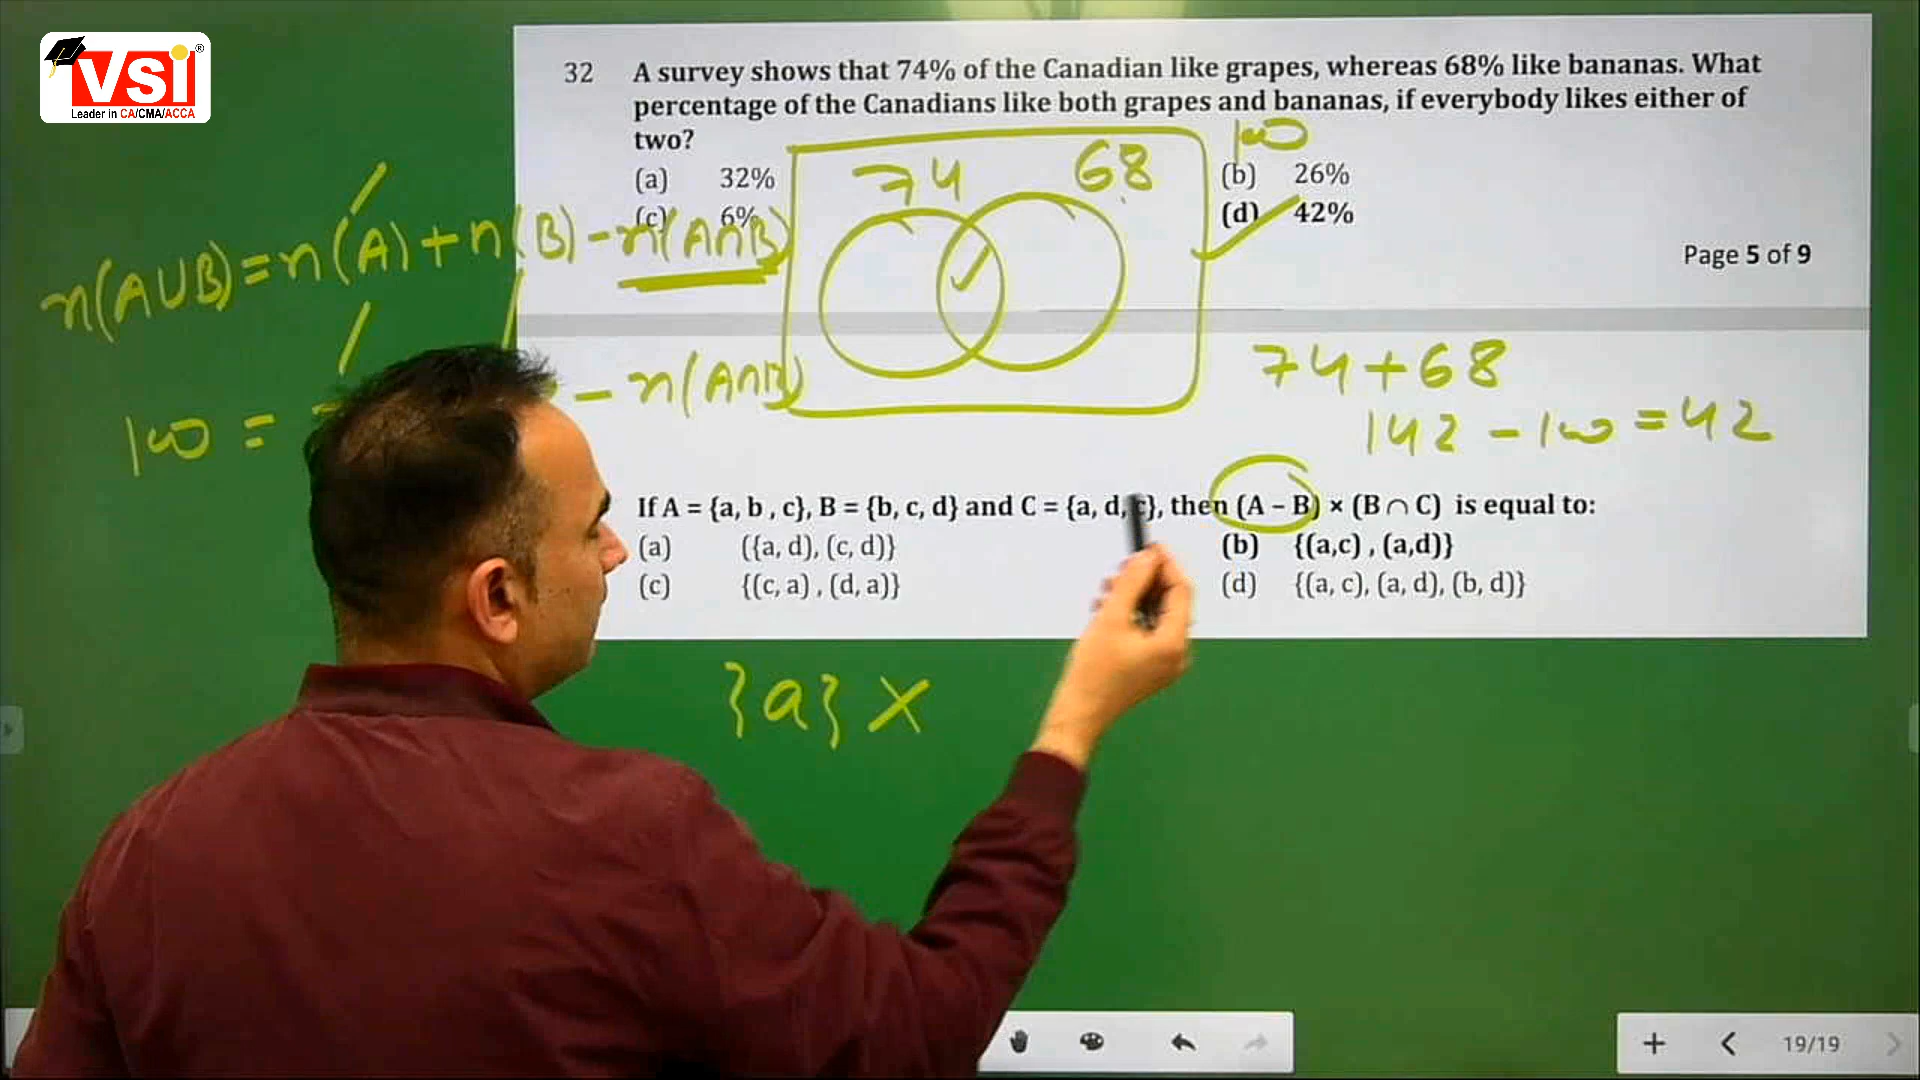 VSI ®
Leader in CA/CMA/ACCA
32 A survey shows that 74% of the Canadian like grapes, whereas 68% like bananas. What
percentage of the Canadians like both grapes and bananas, if everybody likes either of
two?
100
74 68
(a) 32% (b) 26%
(c) 6% (d) 42%
Page 5 of 9
n(A∪B)=n(A)+n(B)-n(A∩B)
100 = - n(A∩B)
74+68
142-100=42
If A = {a, b , c}, B = {b, c, d} and C = {a, d, c}, then (A – B) × (B ∩ C) is equal to:
(a) ({a, d), (c, d)} (b) {(a,c) , (a,d)}
(c) {(c, a) , (d, a)} (d) {(a, c), (a, d), (b, d)}
}a} x
19/19